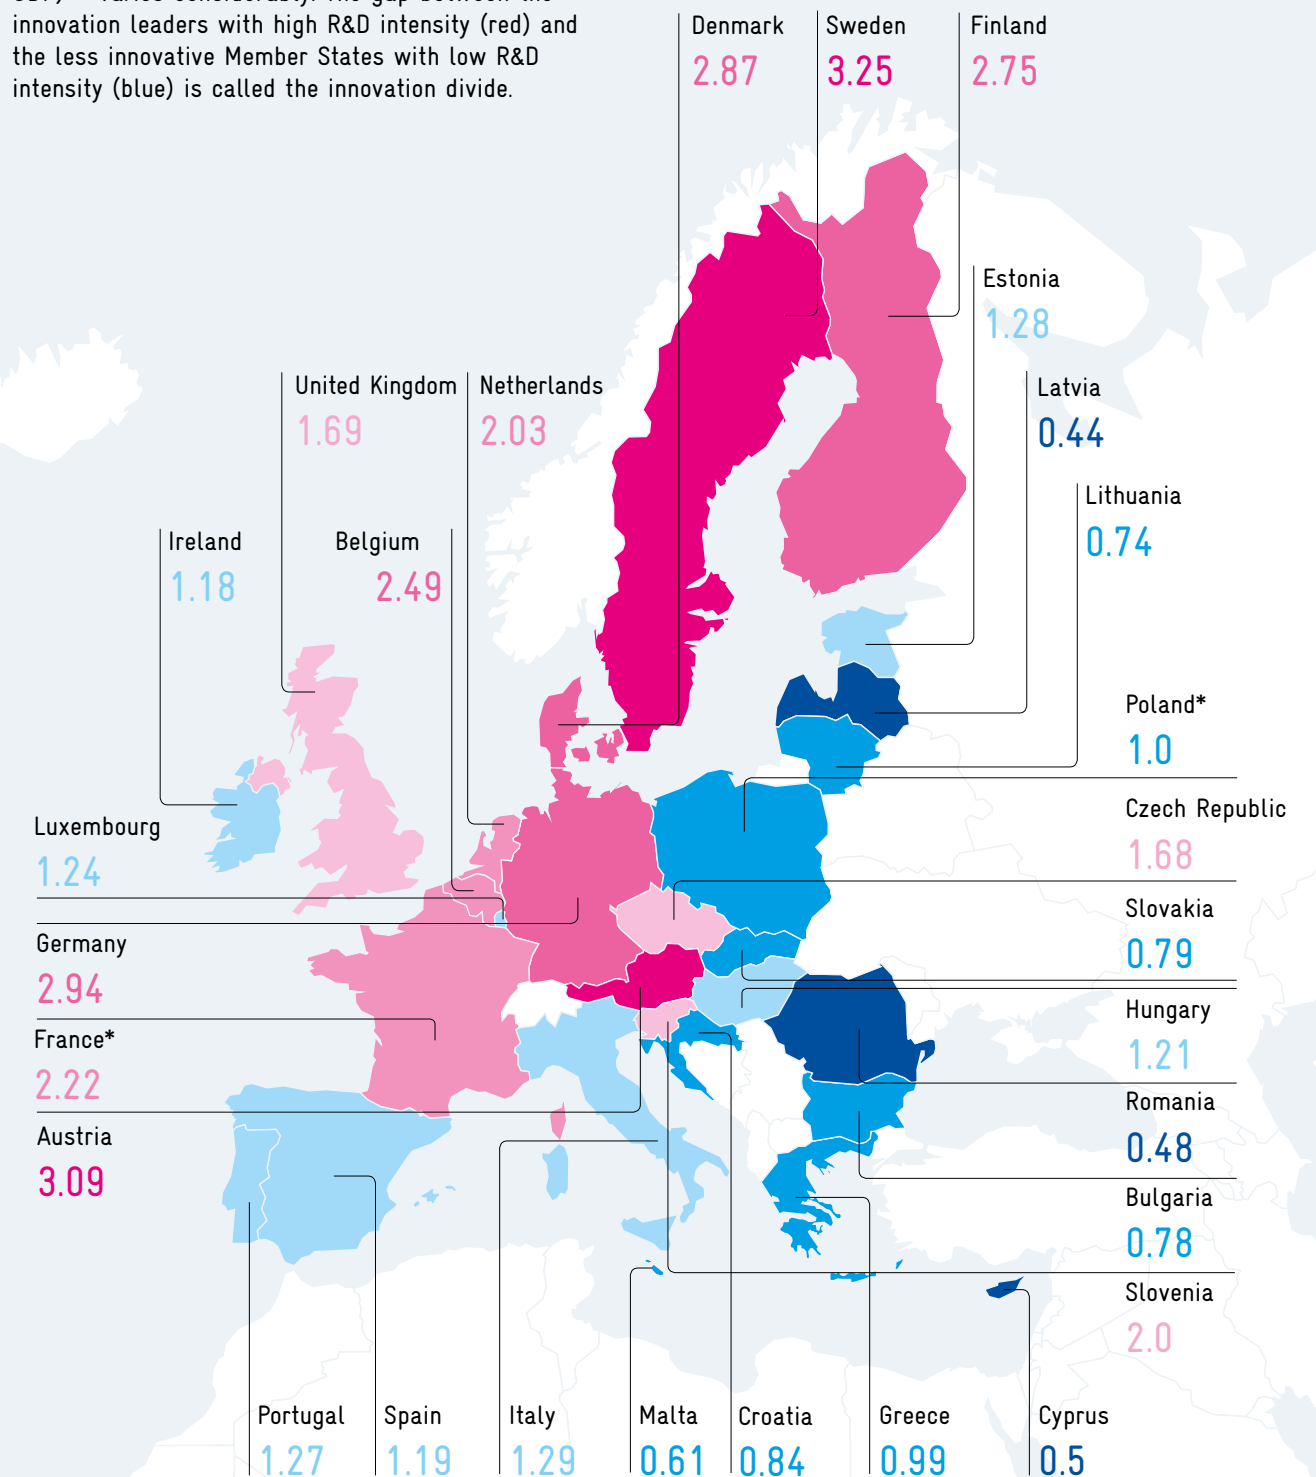 innovation leaders with high R&D intensity (red) and
the less innovative Member States with low R&D
intensity (blue) is called the innovation divide.
Denmark
2.87
Sweden
3.25
Finland
2.75
Estonia
1.28
United Kingdom
1.69
Netherlands
2.03
Latvia
0.44
Lithuania
0.74
Ireland
1.18
Belgium
2.49
Poland*
1.0
Czech Republic
1.68
Luxembourg
1.24
Slovakia
0.79
Germany
2.94
Hungary
1.21
France*
2.22
Romania
0.48
Austria
3.09
Bulgaria
0.78
Slovenia
2.0
Portugal
1.27
Spain
1.19
Italy
1.29
Malta
0.61
Croatia
0.84
Greece
0.99
Cyprus
0.5